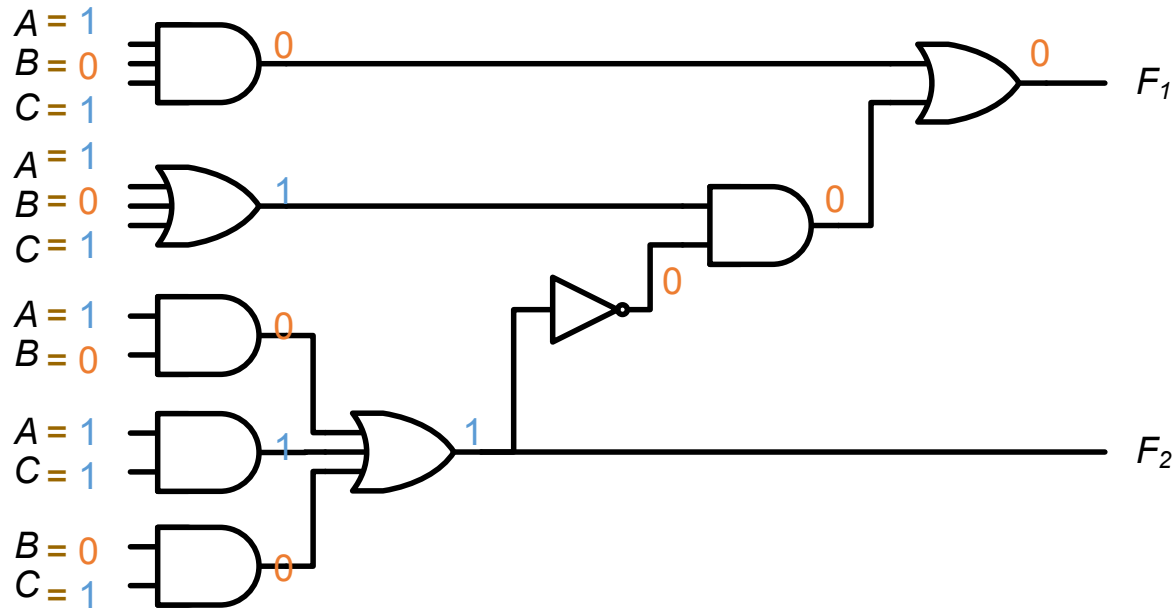 A = 1
0
0
B = 0
F1
C = 1
A = 1
1
B = 0
0
C = 1
0
A = 1
0
B = 0
A = 1
1
1
C = 1
F2
B = 0
0
C = 1